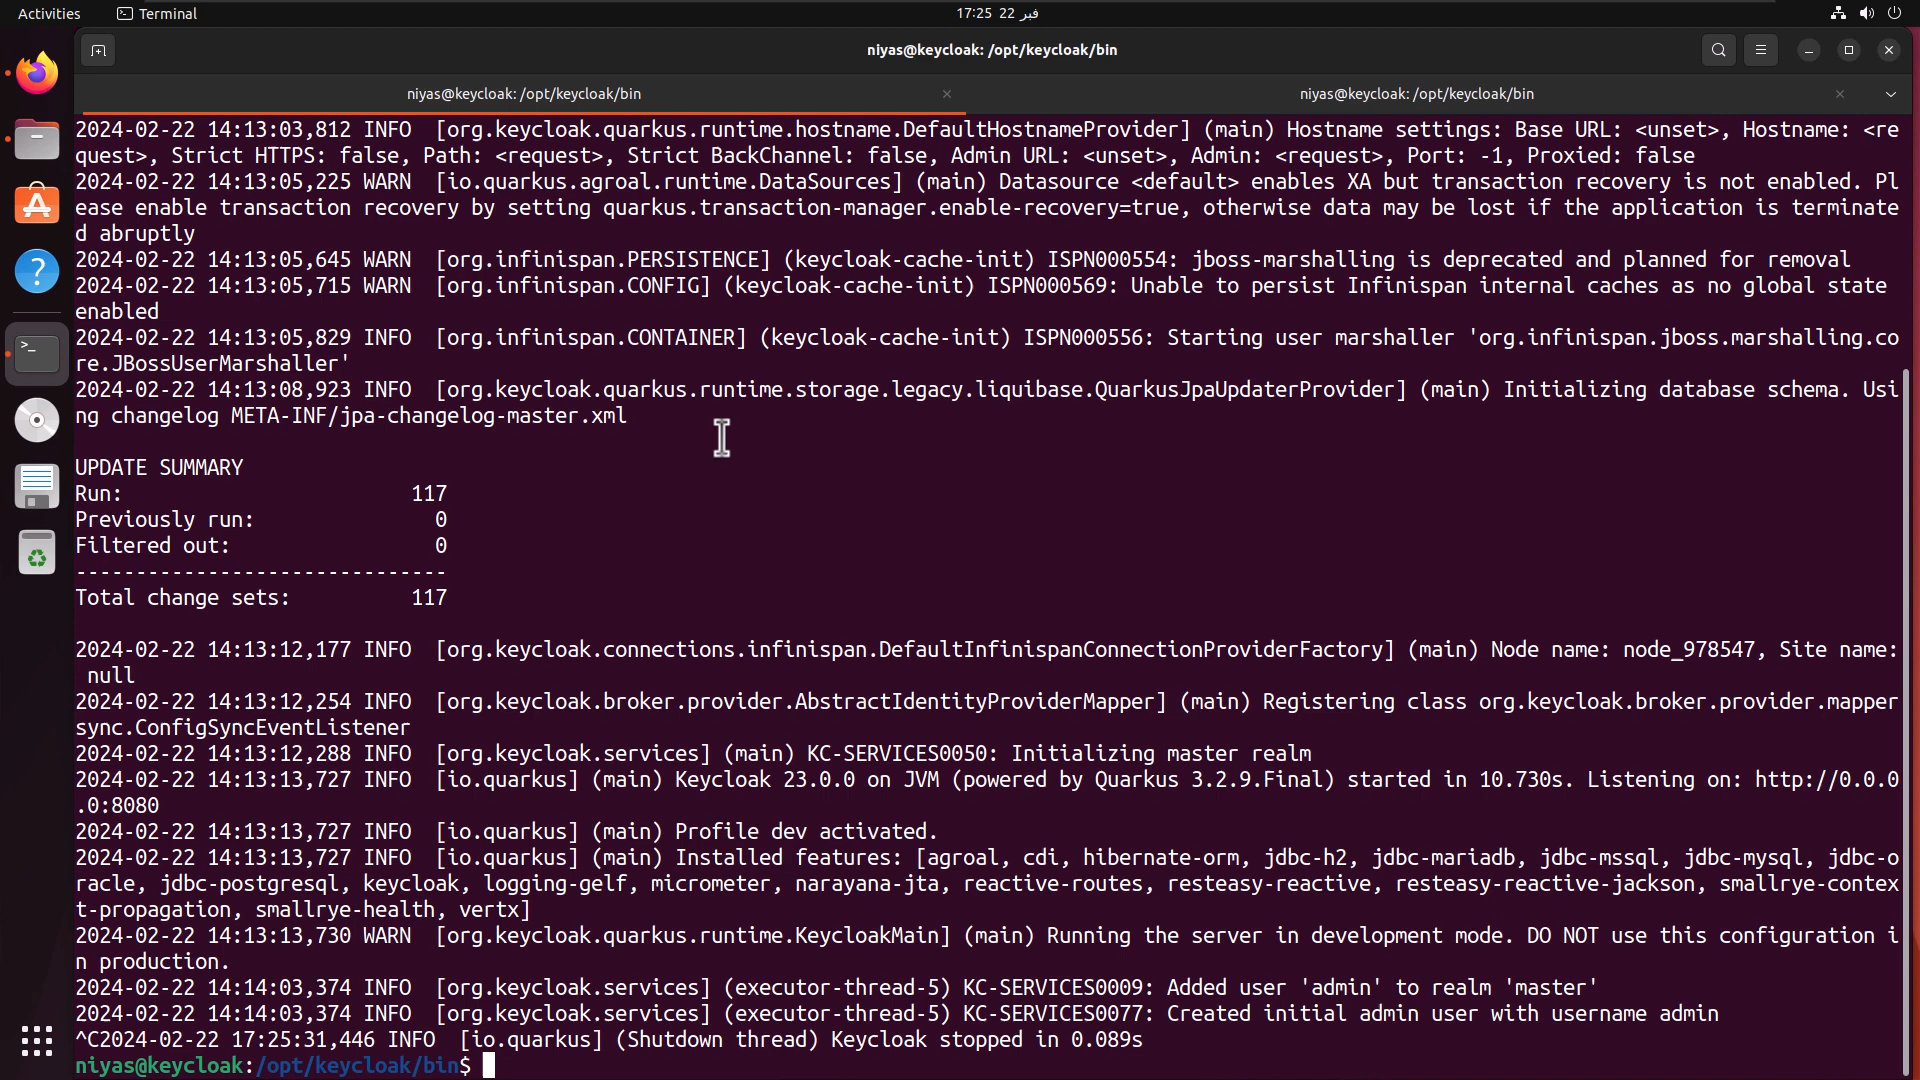 Activities
Terminal
17:25 22 فبر
niyas@keycloak: /opt/keycloak/bin
niyas@keycloak: /opt/keycloak/bin
niyas@keycloak: /opt/keycloak/bin
2024-02-22 14:13:03,812 INFO  [org.keycloak.quarkus.runtime.hostname.DefaultHostnameProvider] (main) Hostname settings: Base URL: <unset>, Hostname: <re
quest>, Strict HTTPS: false, Path: <request>, Strict BackChannel: false, Admin URL: <unset>, Admin: <request>, Port: -1, Proxied: false
2024-02-22 14:13:05,225 WARN  [io.quarkus.agroal.runtime.DataSources] (main) Datasource <default> enables XA but transaction recovery is not enabled. Pl
ease enable transaction recovery by setting quarkus.transaction-manager.enable-recovery=true, otherwise data may be lost if the application is terminate
d abruptly
2024-02-22 14:13:05,645 WARN  [org.infinispan.PERSISTENCE] (keycloak-cache-init) ISPN000554: jboss-marshalling is deprecated and planned for removal
2024-02-22 14:13:05,715 WARN  [org.infinispan.CONFIG] (keycloak-cache-init) ISPN000569: Unable to persist Infinispan internal caches as no global state
enabled
2024-02-22 14:13:05,829 INFO  [org.infinispan.CONTAINER] (keycloak-cache-init) ISPN000556: Starting user marshaller 'org.infinispan.jboss.marshalling.co
re.JBossUserMarshaller'
2024-02-22 14:13:08,923 INFO  [org.keycloak.quarkus.runtime.storage.legacy.liquibase.QuarkusJpaUpdaterProvider] (main) Initializing database schema. Usi
ng changelog META-INF/jpa-changelog-master.xml
UPDATE SUMMARY
Run:                        117
Previously run:               0
Filtered out:                 0
-------------------------------
Total change sets:          117
2024-02-22 14:13:12,177 INFO  [org.keycloak.connections.infinispan.DefaultInfinispanConnectionProviderFactory] (main) Node name: node_978547, Site name:
null
2024-02-22 14:13:12,254 INFO  [org.keycloak.broker.provider.AbstractIdentityProviderMapper] (main) Registering class org.keycloak.broker.provider.mapper
sync.ConfigSyncEventListener
2024-02-22 14:13:12,288 INFO  [org.keycloak.services] (main) KC-SERVICES0050: Initializing master realm
2024-02-22 14:13:13,727 INFO  [io.quarkus] (main) Keycloak 23.0.0 on JVM (powered by Quarkus 3.2.9.Final) started in 10.730s. Listening on: http://0.0.0
.0:8080
2024-02-22 14:13:13,727 INFO  [io.quarkus] (main) Profile dev activated.
2024-02-22 14:13:13,727 INFO  [io.quarkus] (main) Installed features: [agroal, cdi, hibernate-orm, jdbc-h2, jdbc-mariadb, jdbc-mssql, jdbc-mysql, jdbc-o
racle, jdbc-postgresql, keycloak, logging-gelf, micrometer, narayana-jta, reactive-routes, resteasy-reactive, resteasy-reactive-jackson, smallrye-contex
t-propagation, smallrye-health, vertx]
2024-02-22 14:13:13,730 WARN  [org.keycloak.quarkus.runtime.KeycloakMain] (main) Running the server in development mode. DO NOT use this configuration i
n production.
2024-02-22 14:14:03,374 INFO  [org.keycloak.services] (executor-thread-5) KC-SERVICES0009: Added user 'admin' to realm 'master'
2024-02-22 14:14:03,374 INFO  [org.keycloak.services] (executor-thread-5) KC-SERVICES0077: Created initial admin user with username admin
^C2024-02-22 17:25:31,446 INFO  [io.quarkus] (Shutdown thread) Keycloak stopped in 0.089s
niyas@keycloak:/opt/keycloak/bin$